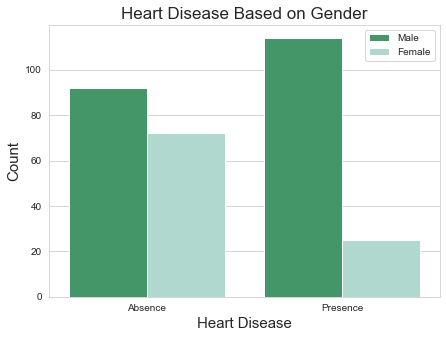 Heart Disease Based on Gender
Male
Female
Count
100
80
60
40
20
0
Absence
Presence
Heart Disease